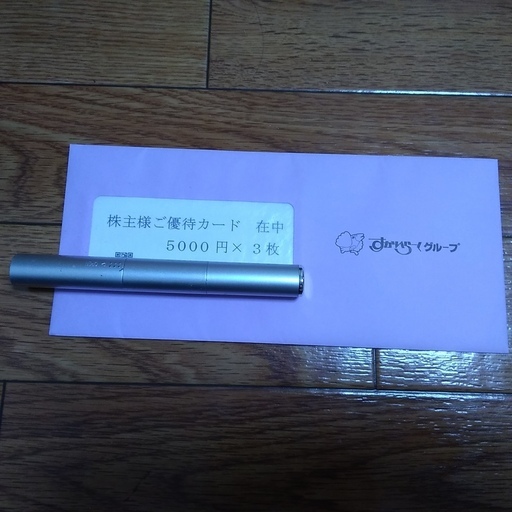 株主様ご優待カード 在中
5000円×3枚
すかいらーくグループ